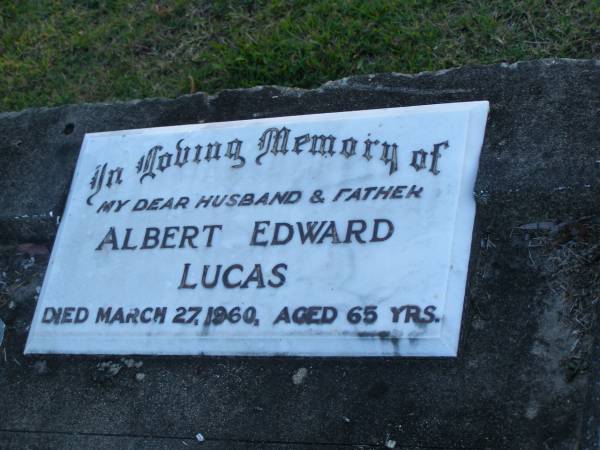 In Loving Memory of
MY DEAR HUSBAND & FATHER
ALBERT EDWARD
LUCAS
DIED MARCH 27, 1960, AGED 65 YRS.